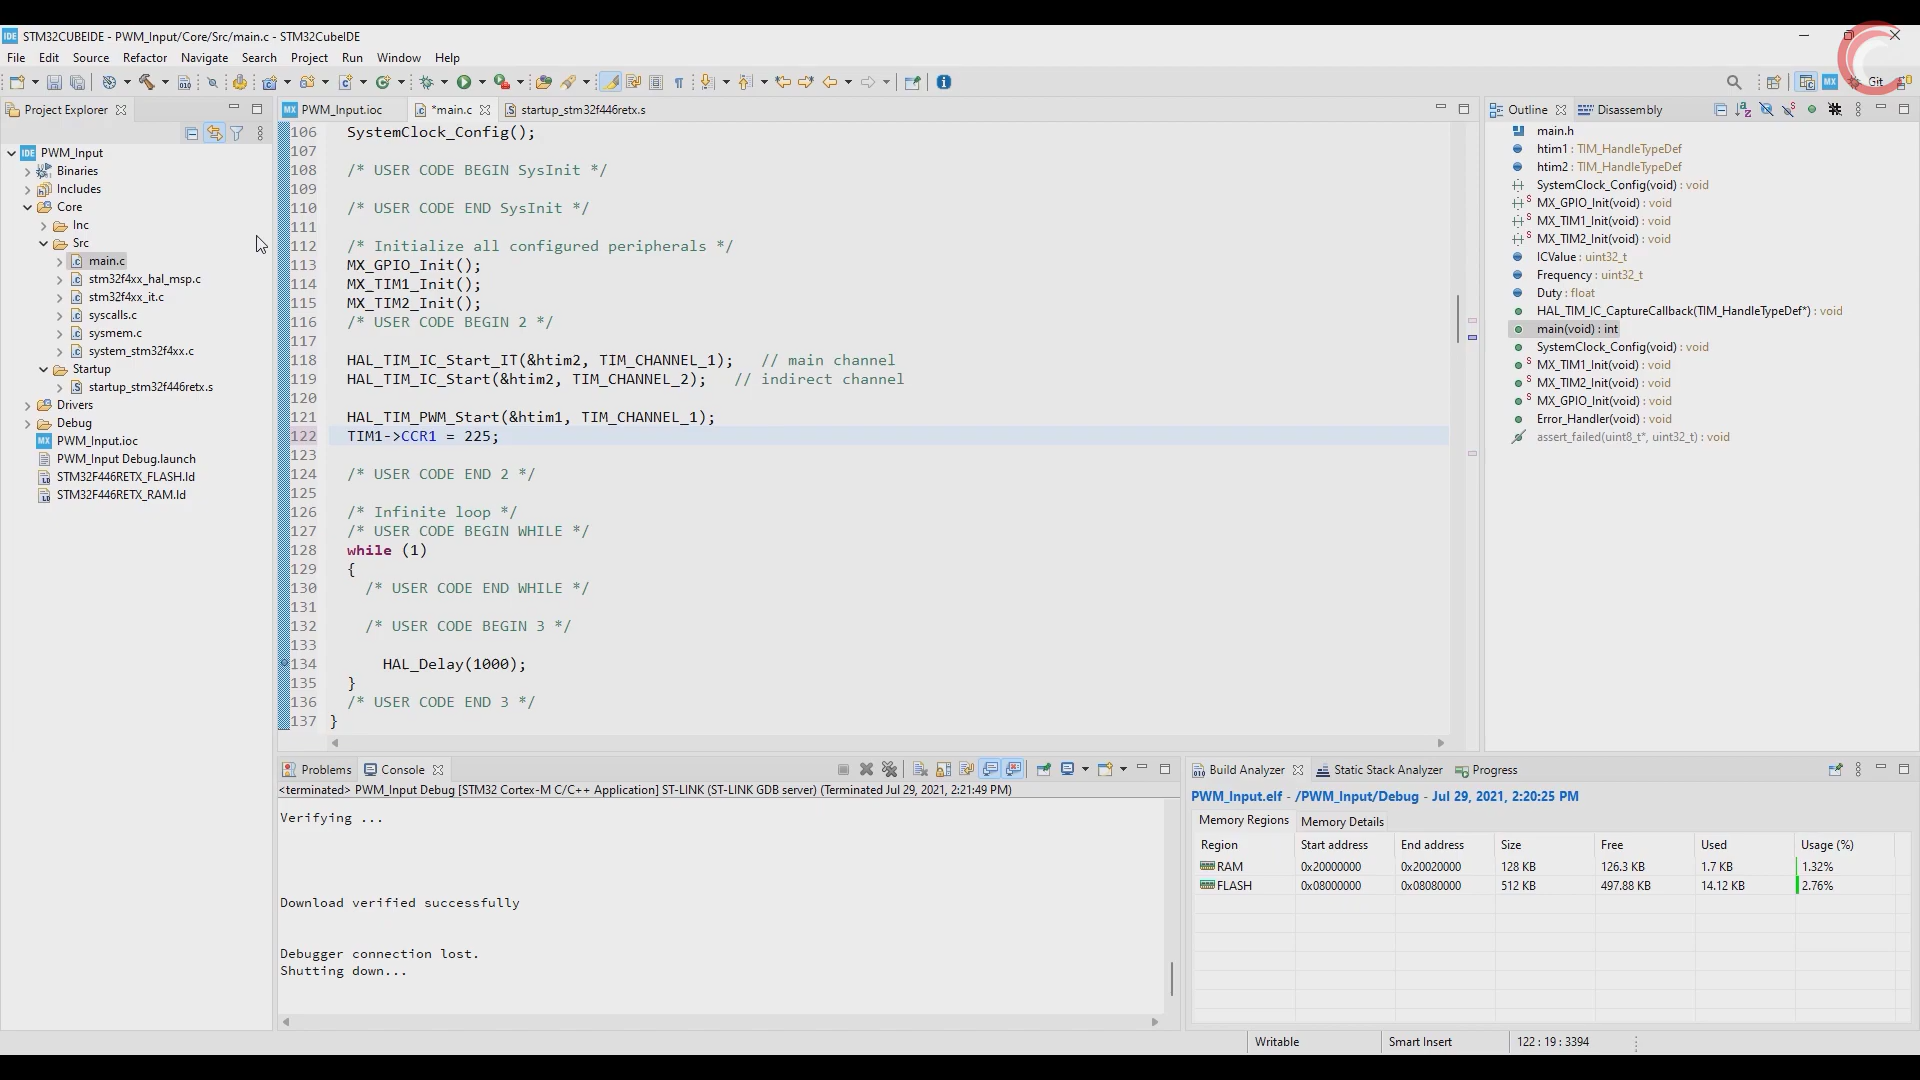 IDE STM32CUBEIDE - PWM_Input/Core/Src/main.c - STM32CubeIDE
File Edit Source Refactor Navigate Search Project Run Window Help
Git
Project Explorer
MX PWM_Input.ioc
*main.c
startup_stm32f446retx.s
Outline
Disassembly
IDE PWM_Input
Binaries
Includes
Core
Inc
Src
main.c
stm32f4xx_hal_msp.c
stm32f4xx_it.c
syscalls.c
sysmem.c
system_stm32f4xx.c
Startup
startup_stm32f446retx.s
Drivers
Debug
MX PWM_Input.ioc
PWM_Input Debug.launch
STM32F446RETX_FLASH.ld
STM32F446RETX_RAM.ld
106 SystemClock_Config();
107
108 /* USER CODE BEGIN SysInit */
109
110 /* USER CODE END SysInit */
111
112 /* Initialize all configured peripherals */
113 MX_GPIO_Init();
114 MX_TIM1_Init();
115 MX_TIM2_Init();
116 /* USER CODE BEGIN 2 */
117
118 HAL_TIM_IC_Start_IT(&htim2, TIM_CHANNEL_1); // main channel
119 HAL_TIM_IC_Start(&htim2, TIM_CHANNEL_2); // indirect channel
120
121 HAL_TIM_PWM_Start(&htim1, TIM_CHANNEL_1);
122 TIM1->CCR1 = 225;
123
124 /* USER CODE END 2 */
125
126 /* Infinite loop */
127 /* USER CODE BEGIN WHILE */
128 while (1)
129 {
130 /* USER CODE END WHILE */
131
132 /* USER CODE BEGIN 3 */
133
134 HAL_Delay(1000);
135 }
136 /* USER CODE END 3 */
137 }
main.h
htim1 : TIM_HandleTypeDef
htim2 : TIM_HandleTypeDef
SystemClock_Config(void) : void
MX_GPIO_Init(void) : void
MX_TIM1_Init(void) : void
MX_TIM2_Init(void) : void
ICValue : uint32_t
Frequency : uint32_t
Duty : float
HAL_TIM_IC_CaptureCallback(TIM_HandleTypeDef*) : void
main(void) : int
SystemClock_Config(void) : void
MX_TIM1_Init(void) : void
MX_TIM2_Init(void) : void
MX_GPIO_Init(void) : void
Error_Handler(void) : void
assert_failed(uint8_t*, uint32_t) : void
Problems
Console
<terminated> PWM_Input Debug [STM32 Cortex-M C/C++ Application] ST-LINK (ST-LINK GDB server) (Terminated Jul 29, 2021, 2:21:49 PM)
Verifying ...
Download verified successfully
Debugger connection lost.
Shutting down...
Build Analyzer
Static Stack Analyzer
Progress
PWM_Input.elf - /PWM_Input/Debug - Jul 29, 2021, 2:20:25 PM
Memory Regions Memory Details
Region Start address End address Size Free Used Usage (%)
RAM 0x20000000 0x20020000 128 KB 126.3 KB 1.7 KB 1.32%
FLASH 0x08000000 0x08080000 512 KB 497.88 KB 14.12 KB 2.76%
Writable Smart Insert 122 : 19 : 3394